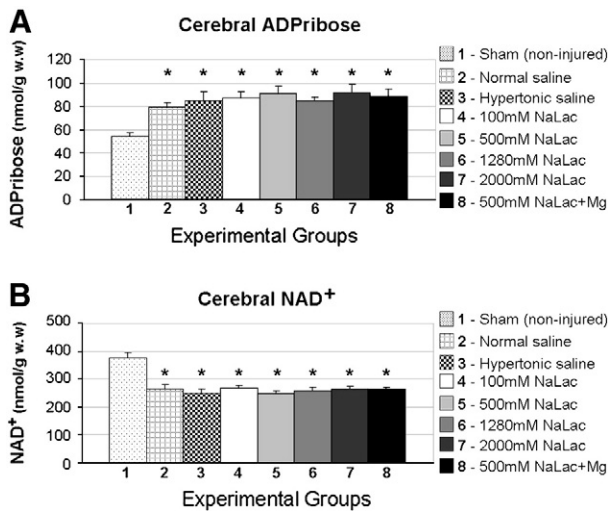 A
Cerebral ADPribose
ADPribose (nmol/g w.w)
120
100
80
60
40
20
0
* * * * * * *
1 2 3 4 5 6 7 8
Experimental Groups
1 - Sham (non-injured)
2 - Normal saline
3 - Hypertonic saline
4 - 100mM NaLac
5 - 500mM NaLac
6 - 1280mM NaLac
7 - 2000mM NaLac
8 - 500mM NaLac+Mg
B
Cerebral NAD+
NAD+ (nmol/g w.w)
500
400
300
200
100
0
* * * * * * *
1 2 3 4 5 6 7 8
Experimental Groups
1 - Sham (non-injured)
2 - Normal saline
3 - Hypertonic saline
4 - 100mM NaLac
5 - 500mM NaLac
6 - 1280mM NaLac
7 - 2000mM NaLac
8 - 500mM NaLac+Mg